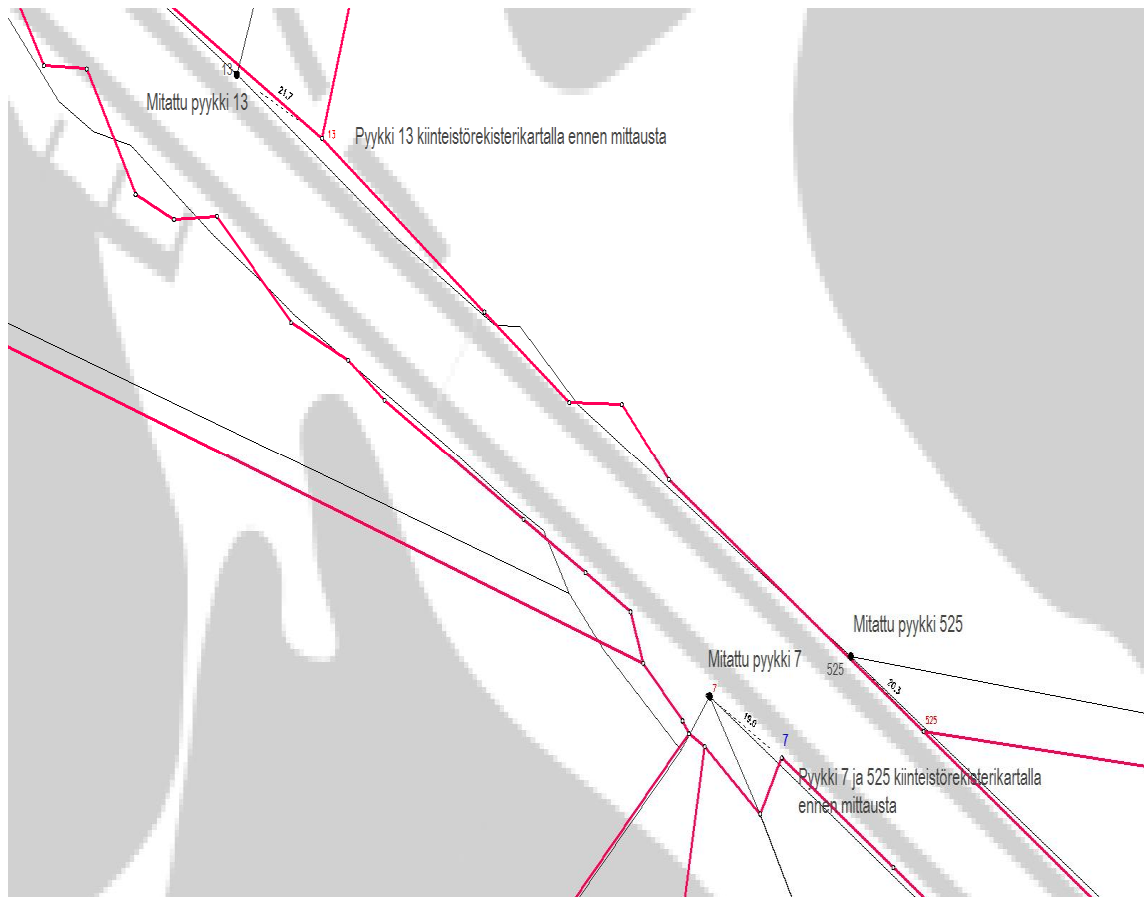 13
21,7
Mitattu pyykki 13
13
Pyykki 13 kiinteistörekisterikartalla ennen mittausta
Mitattu pyykki 525
Mitattu pyykki 7
525
7
20,3
19,0
525
7
Pyykki 7 ja 525 kiinteistörekisterikartalla
ennen mittausta